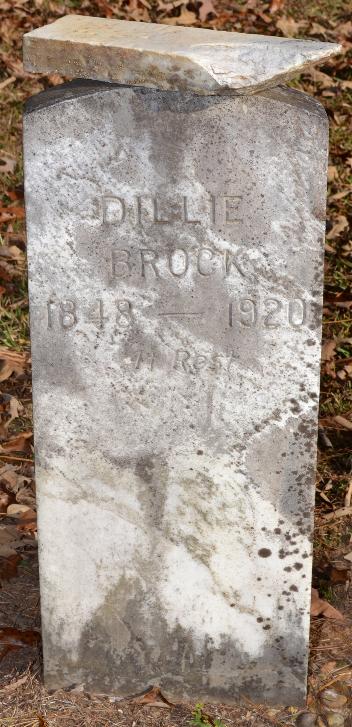 DILLIE
BROCK
1848 — 1920
At Rest